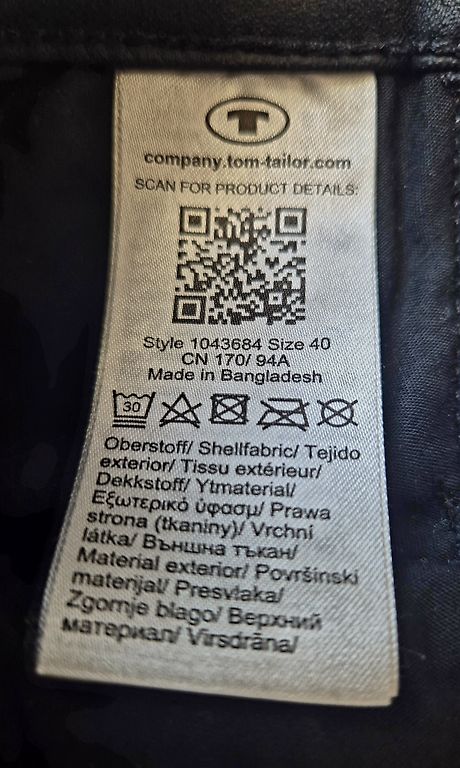 T
company.tom-tailor.com
SCAN FOR PRODUCT DETAILS:
Style 1043684 Size 40
CN 170/ 94A
Made in Bangladesh
30
Oberstoff/ Shellfabric/ Tejido
exterior/ Tissu extérieur/
Dekkstoff/ Ytmaterial/
Εξωτερικό ύφασμ/ Prawa
strona (tkaniny)/ Vrchní
látka/ Външна тъкан/
Material exterior/ Površinski
materijal/ Presvlaka/
Zgornje blago/ Верхний
материал/ Virsdrāna/